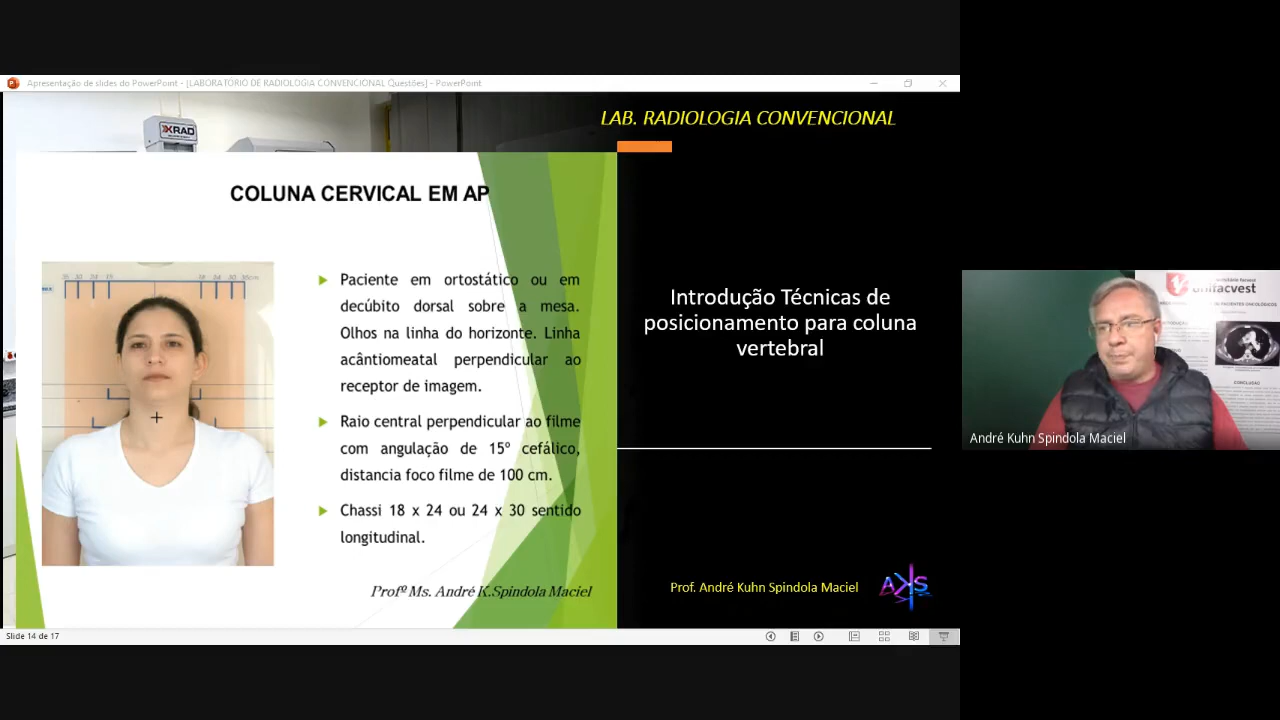 Apresentação de slides do PowerPoint - [LABORATÓRIO DE RADIOLOGIA CONVENCIONAL Questões] - PowerPoint
XRAD
LAB. RADIOLOGIA CONVENCIONAL
COLUNA CERVICAL EM AP
Paciente em ortostático ou em
decúbito dorsal sobre a mesa.
Olhos na linha do horizonte. Linha
acântiomeatal perpendicular ao
receptor de imagem.
Raio central perpendicular ao filme
com angulação de 15º cefálico,
distancia foco filme de 100 cm.
Chassi 18 x 24 ou 24 x 30 sentido
longitudinal.
Profº Ms. André K.Spindola Maciel
Introdução Técnicas de
posicionamento para coluna
vertebral
Prof. André Kuhn Spindola Maciel
AKS
Slide 14 de 17
unifacvest
CONCLUSÃO
André Kuhn Spindola Maciel